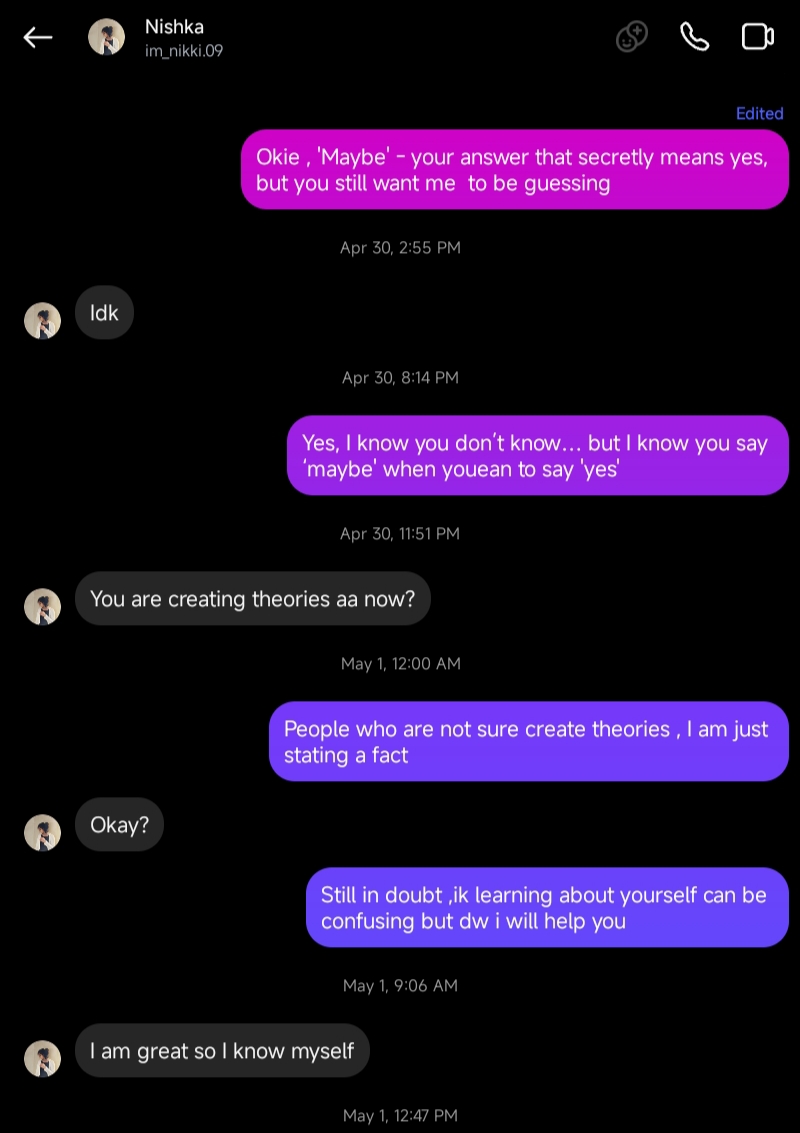 Nishka
im_nikki.09
Edited
Okie , 'Maybe' - your answer that secretly means yes,
but you still want me  to be guessing
Apr 30, 2:55 PM
Idk
Apr 30, 8:14 PM
Yes, I know you don’t know... but I know you say
‘maybe' when youean to say 'yes'
Apr 30, 11:51 PM
You are creating theories aa now?
May 1, 12:00 AM
People who are not sure create theories , I am just
stating a fact
Okay?
Still in doubt ,ik learning about yourself can be
confusing but dw i will help you
May 1, 9:06 AM
I am great so I know myself
May 1, 12:47 PM